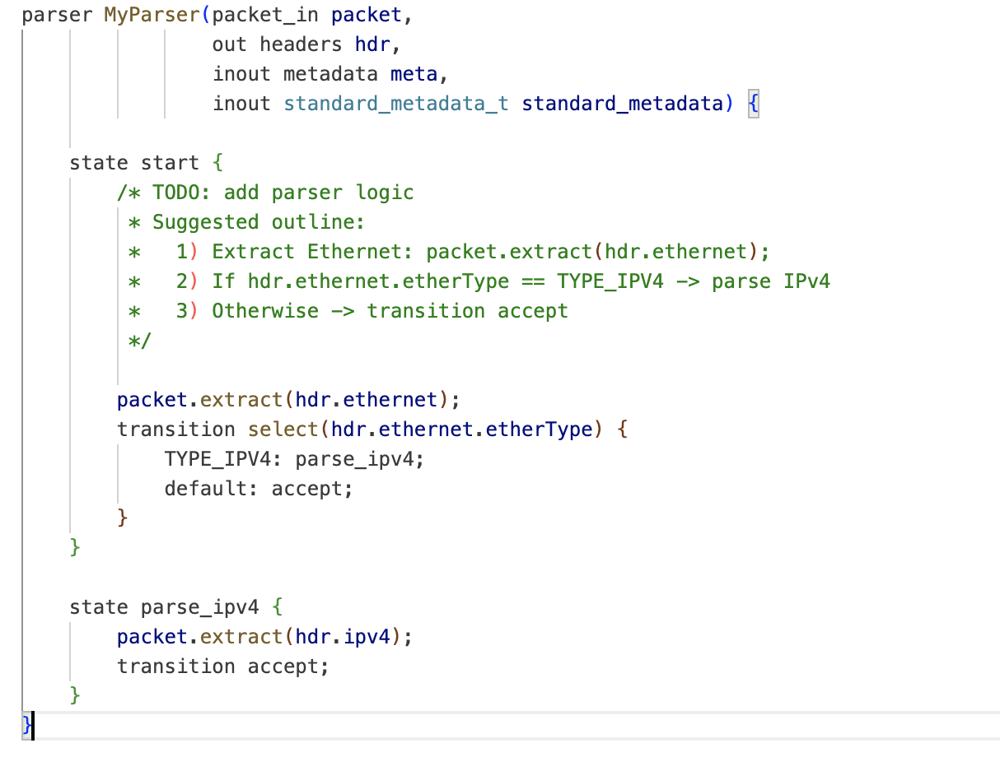 parser MyParser(packet_in packet,
                out headers hdr,
                inout metadata meta,
                inout standard_metadata_t standard_metadata) {

    state start {
        /* TODO: add parser logic
         * Suggested outline:
         *   1) Extract Ethernet: packet.extract(hdr.ethernet);
         *   2) If hdr.ethernet.etherType == TYPE_IPV4 -> parse IPv4
         *   3) Otherwise -> transition accept
         */

        packet.extract(hdr.ethernet);
        transition select(hdr.ethernet.etherType) {
            TYPE_IPV4: parse_ipv4;
            default: accept;
        }
    }

    state parse_ipv4 {
        packet.extract(hdr.ipv4);
        transition accept;
    }
}